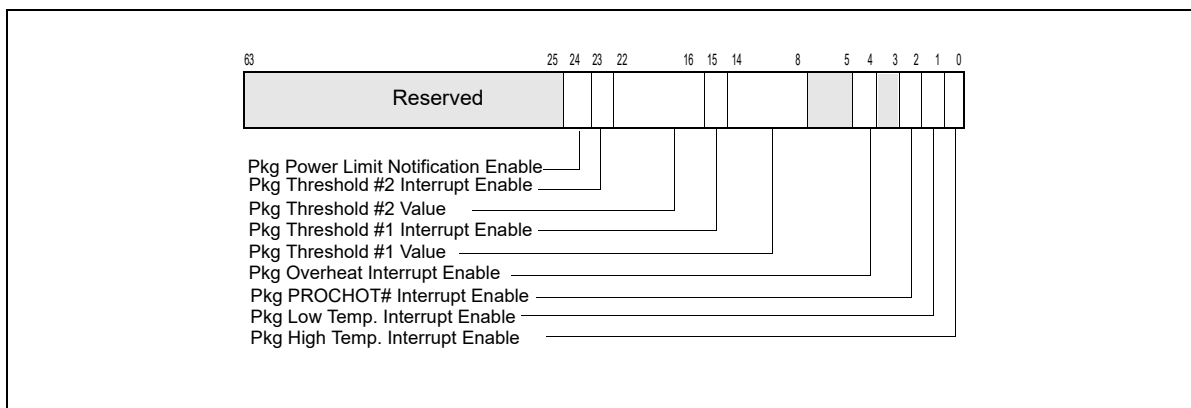 63 25 24 23 22 16 15 14 8 5 4 3 2 1 0
Reserved
Pkg Power Limit Notification Enable
Pkg Threshold #2 Interrupt Enable
Pkg Threshold #2 Value
Pkg Threshold #1 Interrupt Enable
Pkg Threshold #1 Value
Pkg Overheat Interrupt Enable
Pkg PROCHOT# Interrupt Enable
Pkg Low Temp. Interrupt Enable
Pkg High Temp. Interrupt Enable